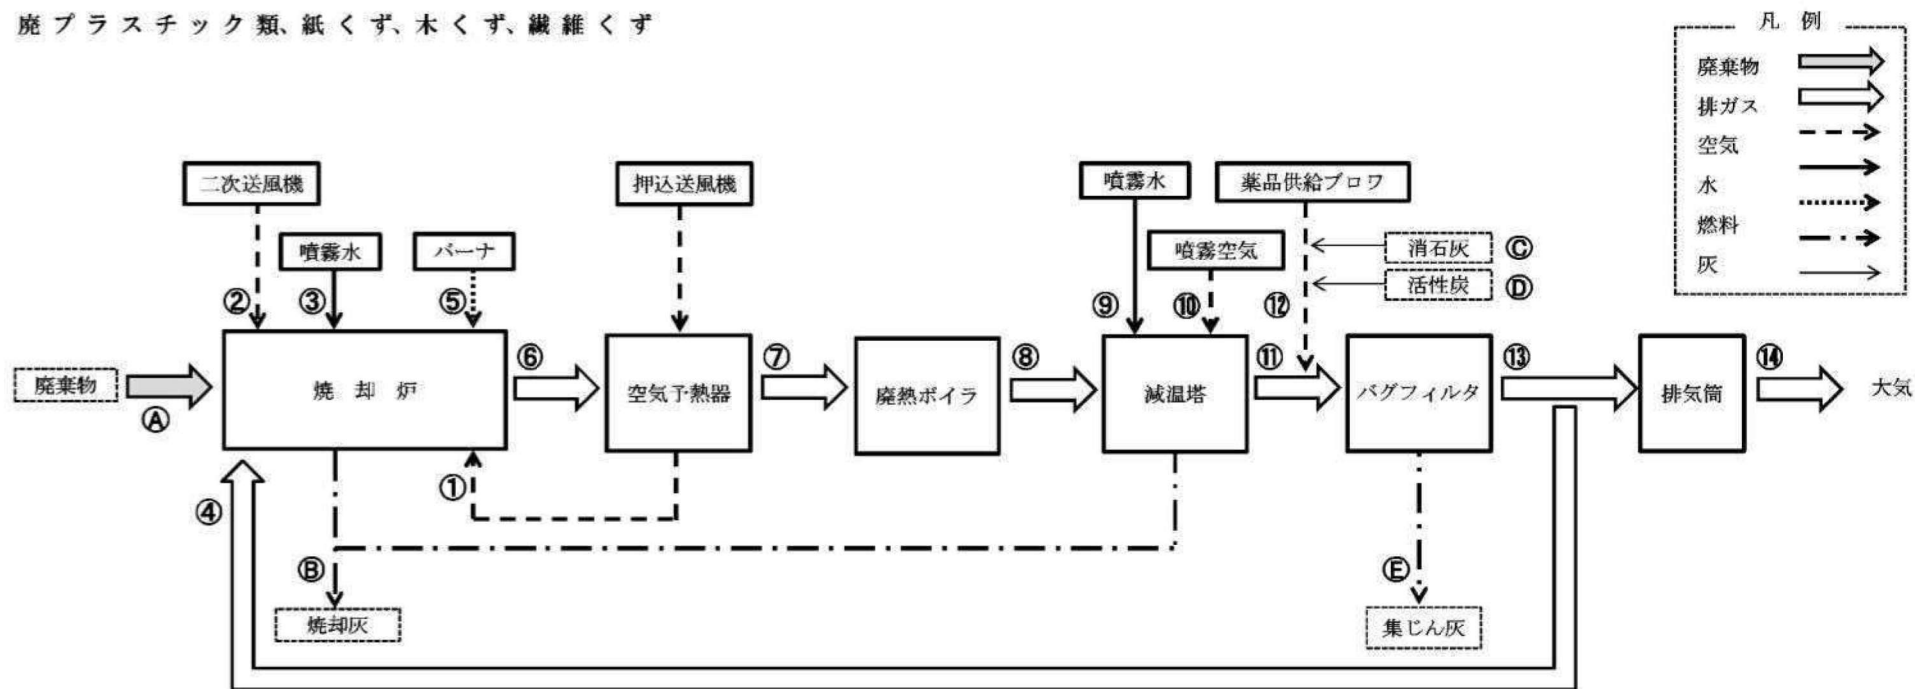 廃プラスチック類、紙くず、木くず、繊維くず
凡例
廃棄物
排ガス
空気
水
燃料
灰
二次送風機
押込送風機
噴霧水
薬品供給ブロワ
噴霧水
バーナ
噴霧空気
消石灰 Ⓒ
活性炭 Ⓓ
② ③ ⑤ ⑨ ⑩ ⑫
⑥ ⑦ ⑧ ⑪ ⑬ ⑭
廃棄物
焼却炉
空気予熱器
廃熱ボイラ
減温塔
バグフィルタ
排気筒
大気
Ⓐ
④ ①
Ⓑ Ⓔ
焼却灰
集じん灰